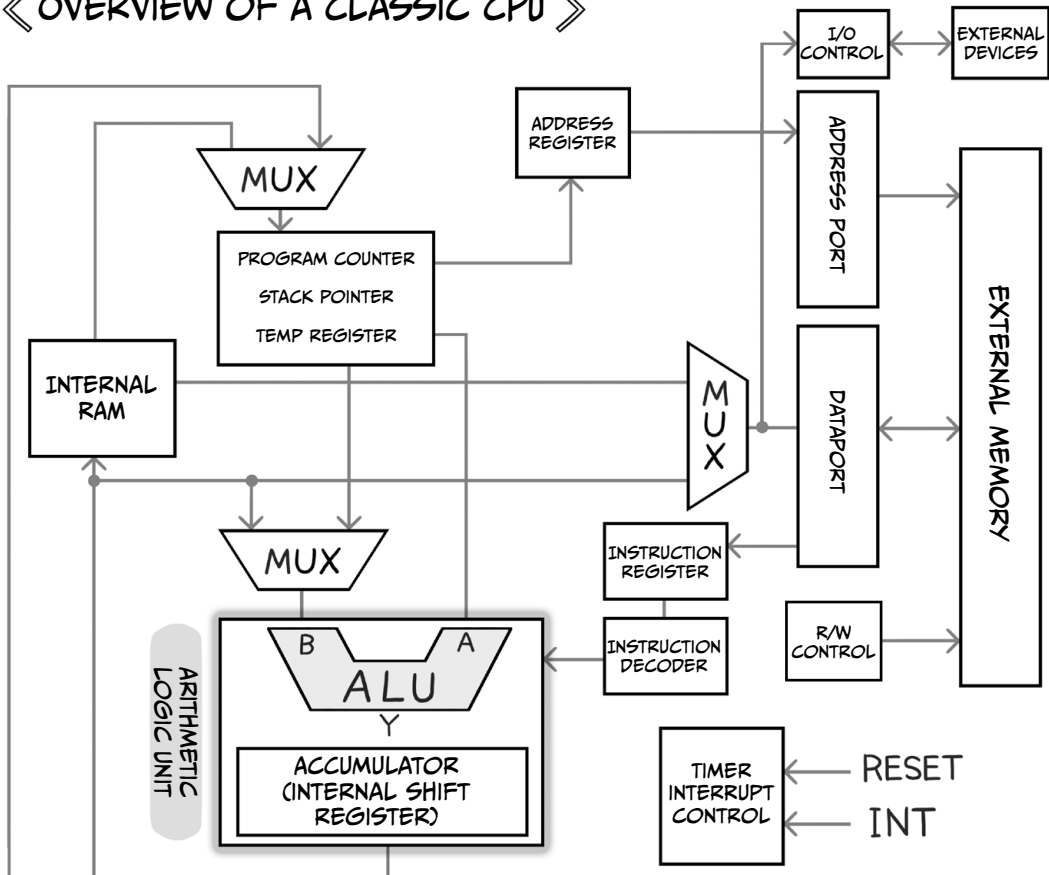 《 OVERVIEW OF A CLASSIC CPU 》
I/O
CONTROL
EXTERNAL
DEVICES
ADDRESS
REGISTER
ADDRESS PORT
MUX
PROGRAM COUNTER
STACK POINTER
TEMP REGISTER
EXTERNAL MEMORY
INTERNAL
RAM
MUX
DATAPORT
MUX
INSTRUCTION
REGISTER
R/W
CONTROL
INSTRUCTION
DECODER
B
A
ALU
Y
ARITHMETIC
LOGIC UNIT
ACCUMULATOR
(INTERNAL SHIFT
REGISTER)
TIMER
INTERRUPT
CONTROL
RESET
INT